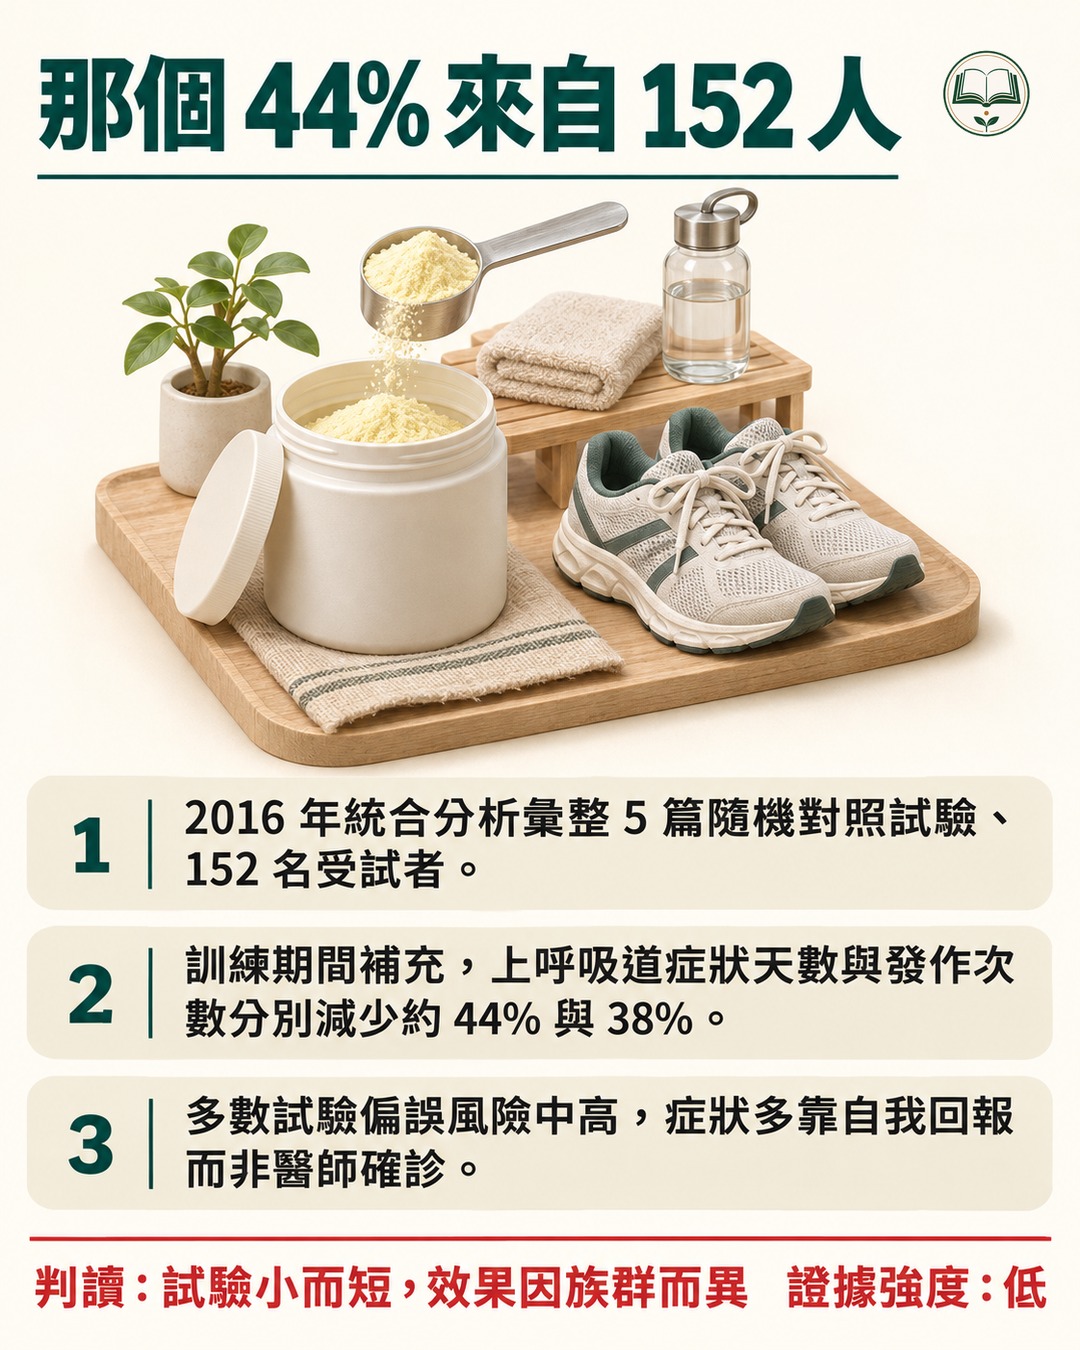 那個 44% 來自 152 人
1
2016 年統合分析彙整 5 篇隨機對照試驗、
152 名受試者。
2
訓練期間補充，上呼吸道症狀天數與發作次
數分別減少約 44% 與 38%。
3
多數試驗偏誤風險中高，症狀多靠自我回報
而非醫師確診。
判讀：試驗小而短，效果因族群而異　證據強度：低